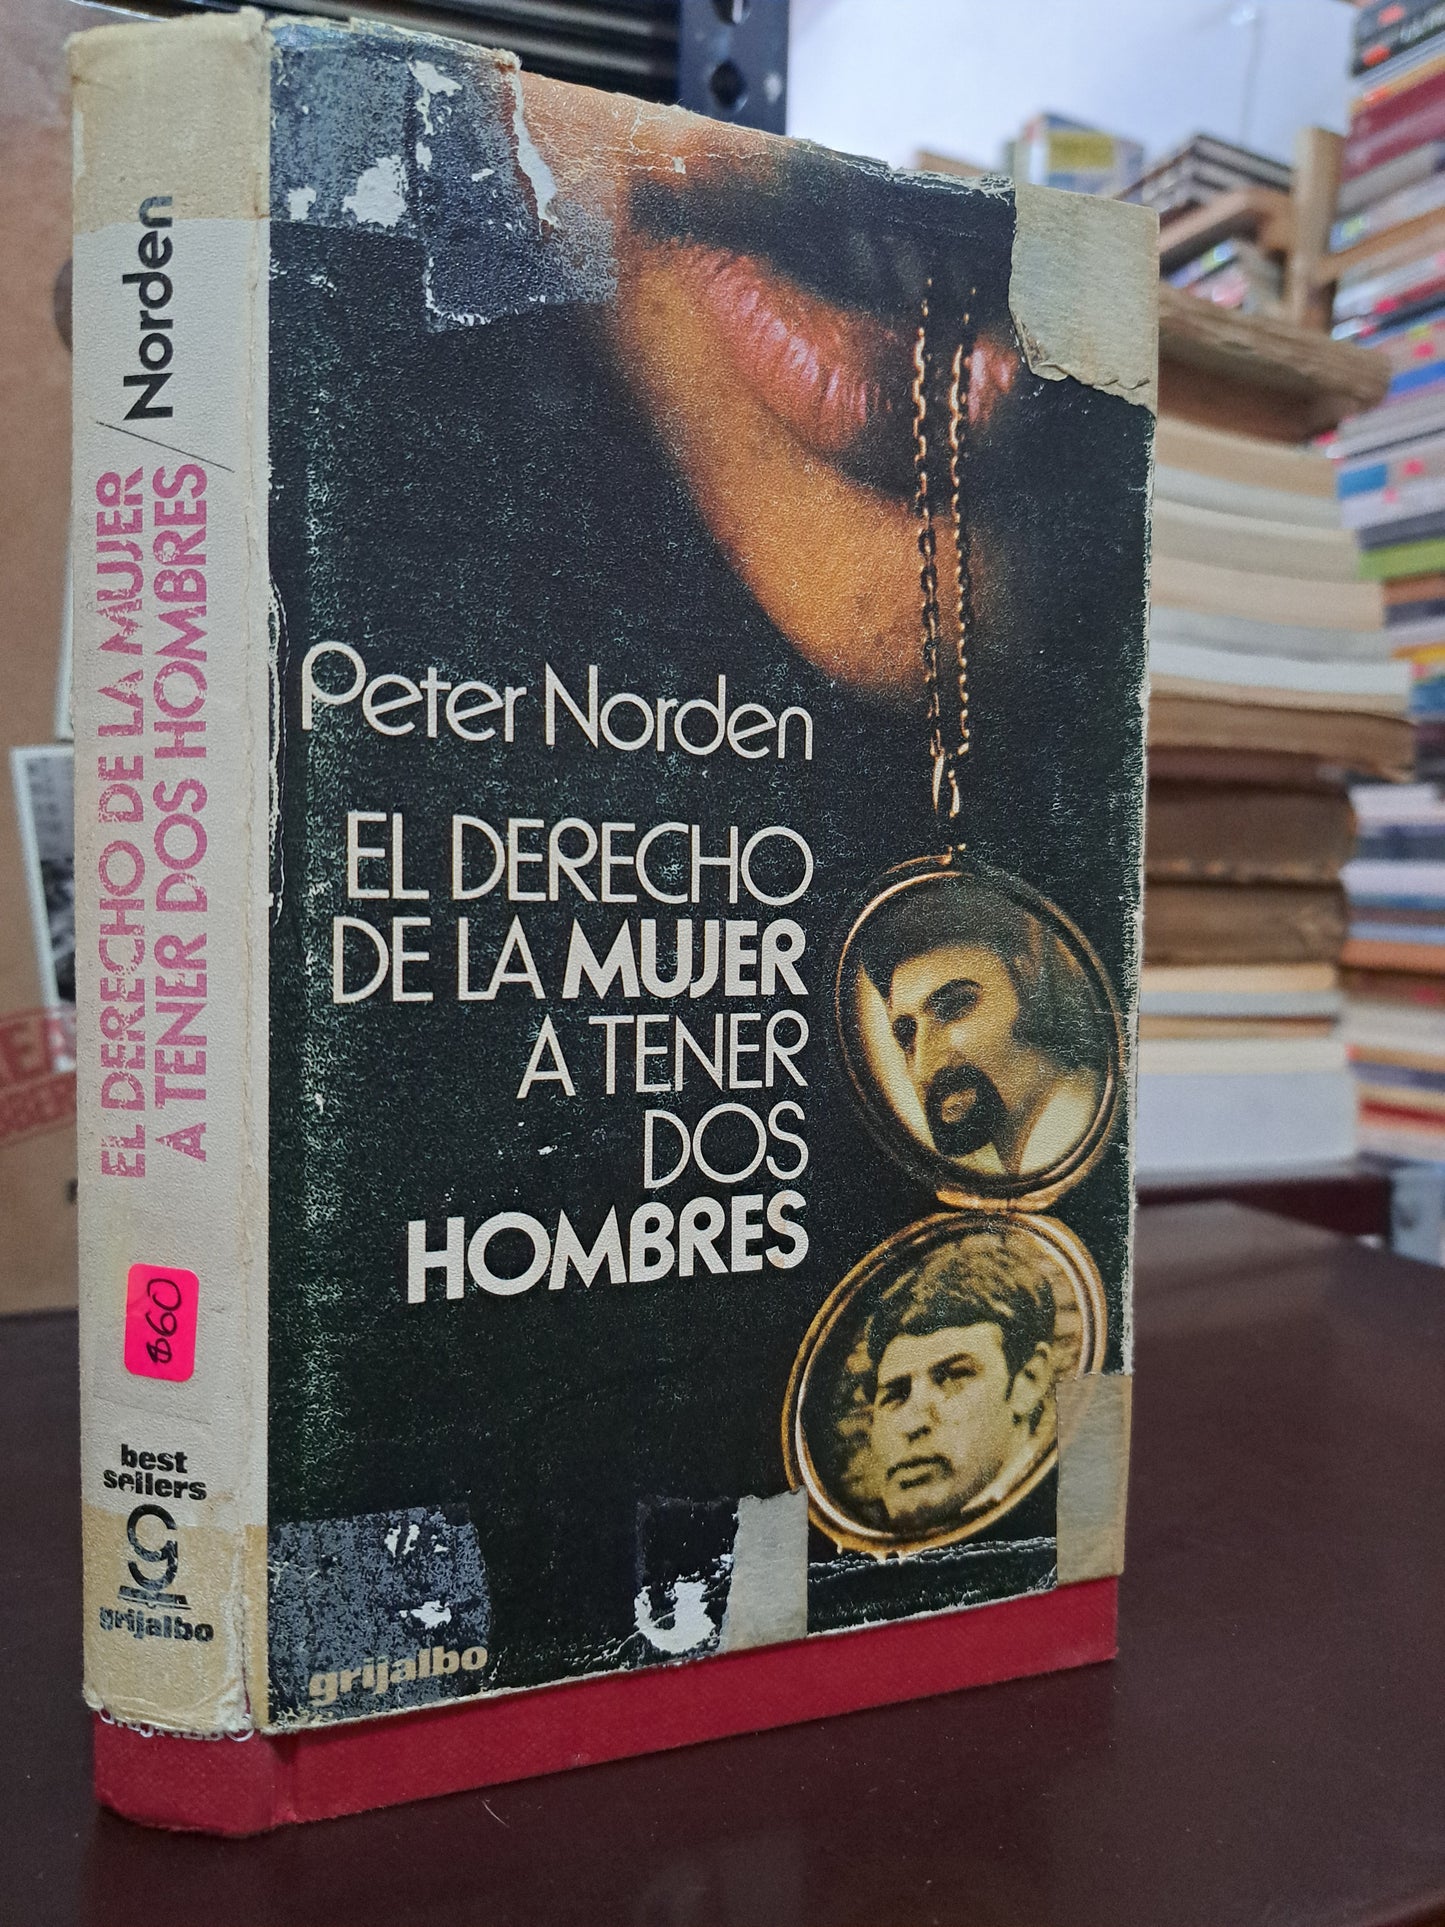 EL DERECHO DE LA MUJER
A TENER DOS HOMBRES
/ Norden
$60
best
sellers
grijalbo
Peter Norden
EL DERECHO
DE LA MUJER
A TENER
DOS
HOMBRES
grijalbo